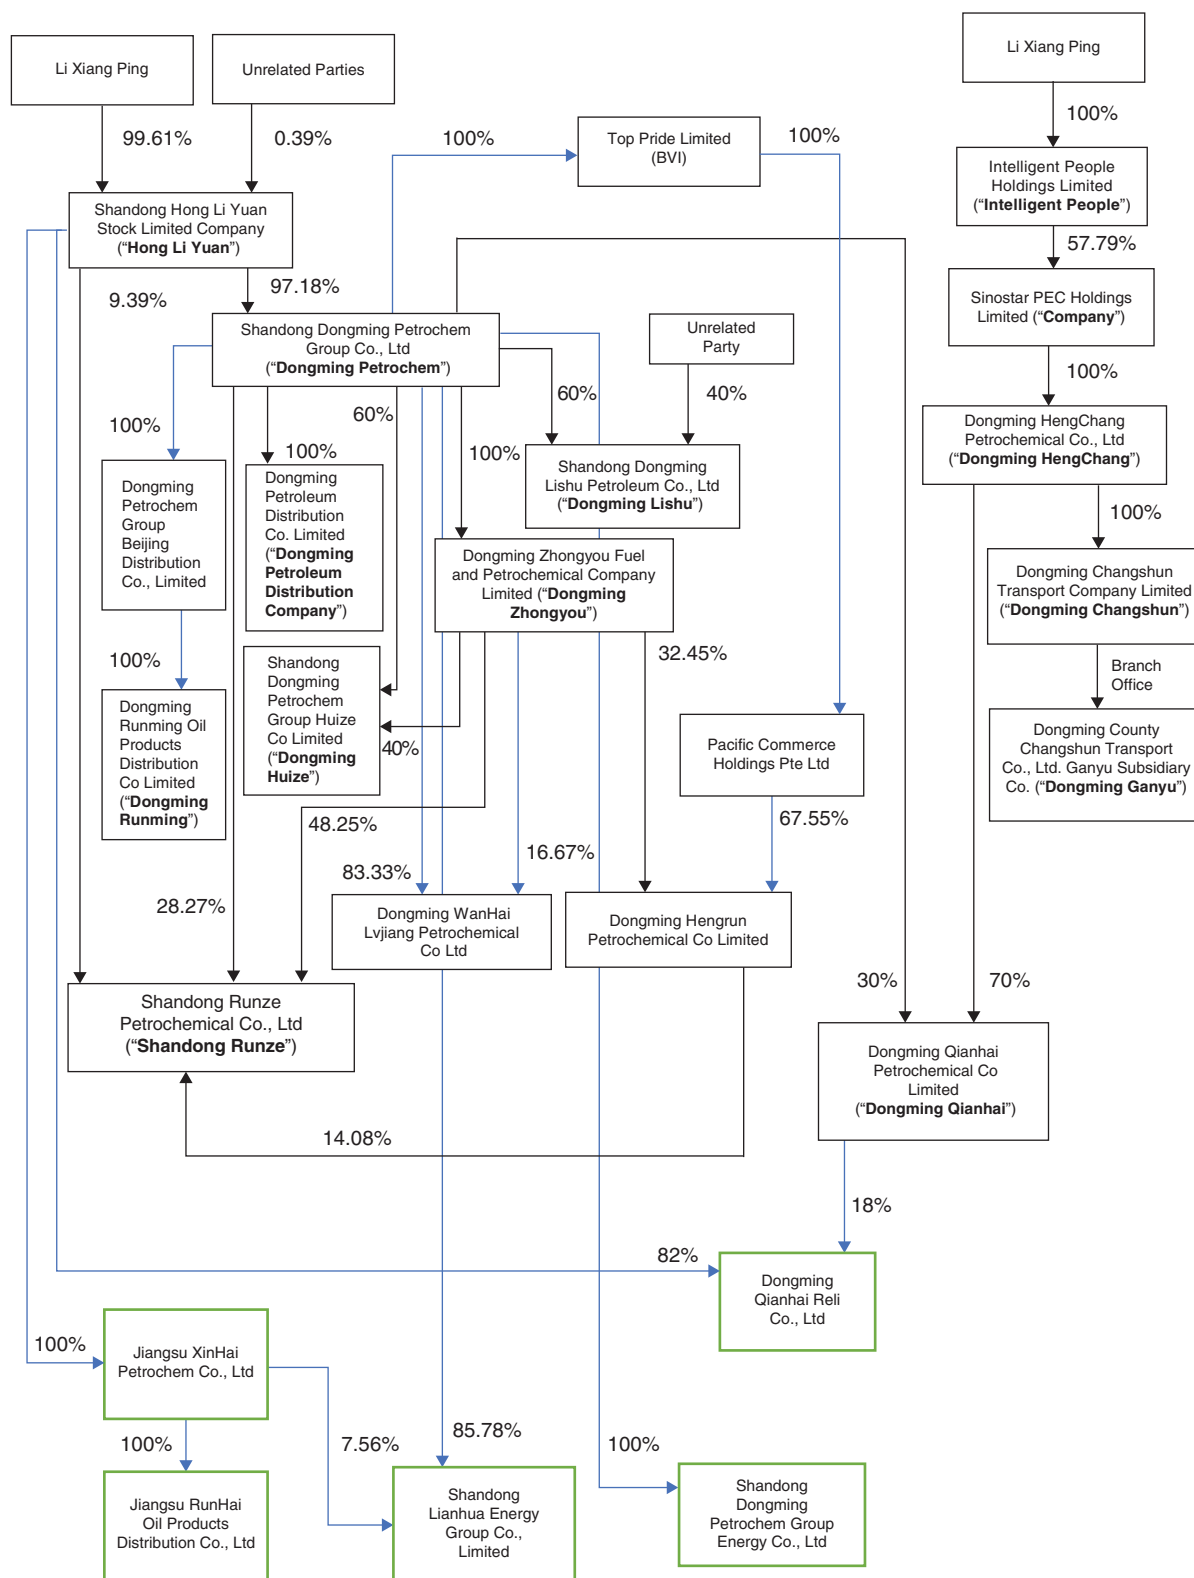 Li Xiang Ping
Unrelated Parties
Li Xiang Ping
99.61%
0.39%
100%
Top Pride Limited
(BVI)
100%
100%
Intelligent People
Holdings Limited
(“Intelligent People”)
Shandong Hong Li Yuan
Stock Limited Company
(“Hong Li Yuan”)
57.79%
9.39%
97.18%
Sinostar PEC Holdings
Limited (“Company”)
Shandong Dongming Petrochem
Group Co., Ltd
(“Dongming Petrochem”)
Unrelated
Party
100%
100%
60%
60%
40%
Dongming HengChang
Petrochemical Co., Ltd
(“Dongming HengChang”)
100%
100%
Dongming
Petrochem
Group
Beijing
Distribution
Co., Limited
Dongming
Petroleum
Distribution
Co. Limited
(“Dongming
Petroleum
Distribution
Company”)
Shandong Dongming
Lishu Petroleum Co., Ltd
(“Dongming Lishu”)
100%
Dongming Zhongyou Fuel
and Petrochemical Company
Limited (“Dongming
Zhongyou”)
Dongming Changshun
Transport Company Limited
(“Dongming Changshun”)
100%
32.45%
Branch
Office
Shandong
Dongming
Petrochem
Group Huize
Co Limited
(“Dongming
Huize”)
40%
Dongming
Runming Oil
Products
Distribution
Co Limited
(“Dongming
Runming”)
Pacific Commerce
Holdings Pte Ltd
Dongming County
Changshun Transport
Co., Ltd. Ganyu Subsidiary
Co. (“Dongming Ganyu”)
48.25%
67.55%
83.33%
16.67%
28.27%
Dongming WanHai
Lvjiang Petrochemical
Co Ltd
Dongming Hengrun
Petrochemical Co Limited
30%
70%
Shandong Runze
Petrochemical Co., Ltd
(“Shandong Runze”)
Dongming Qianhai
Petrochemical Co
Limited
(“Dongming Qianhai”)
14.08%
18%
82%
Dongming
Qianhai Reli
Co., Ltd
100%
Jiangsu XinHai
Petrochem Co., Ltd
100%
7.56%
85.78%
100%
Jiangsu RunHai
Oil Products
Distribution Co., Ltd
Shandong
Lianhua Energy
Group Co.,
Limited
Shandong
Dongming
Petrochem Group
Energy Co., Ltd